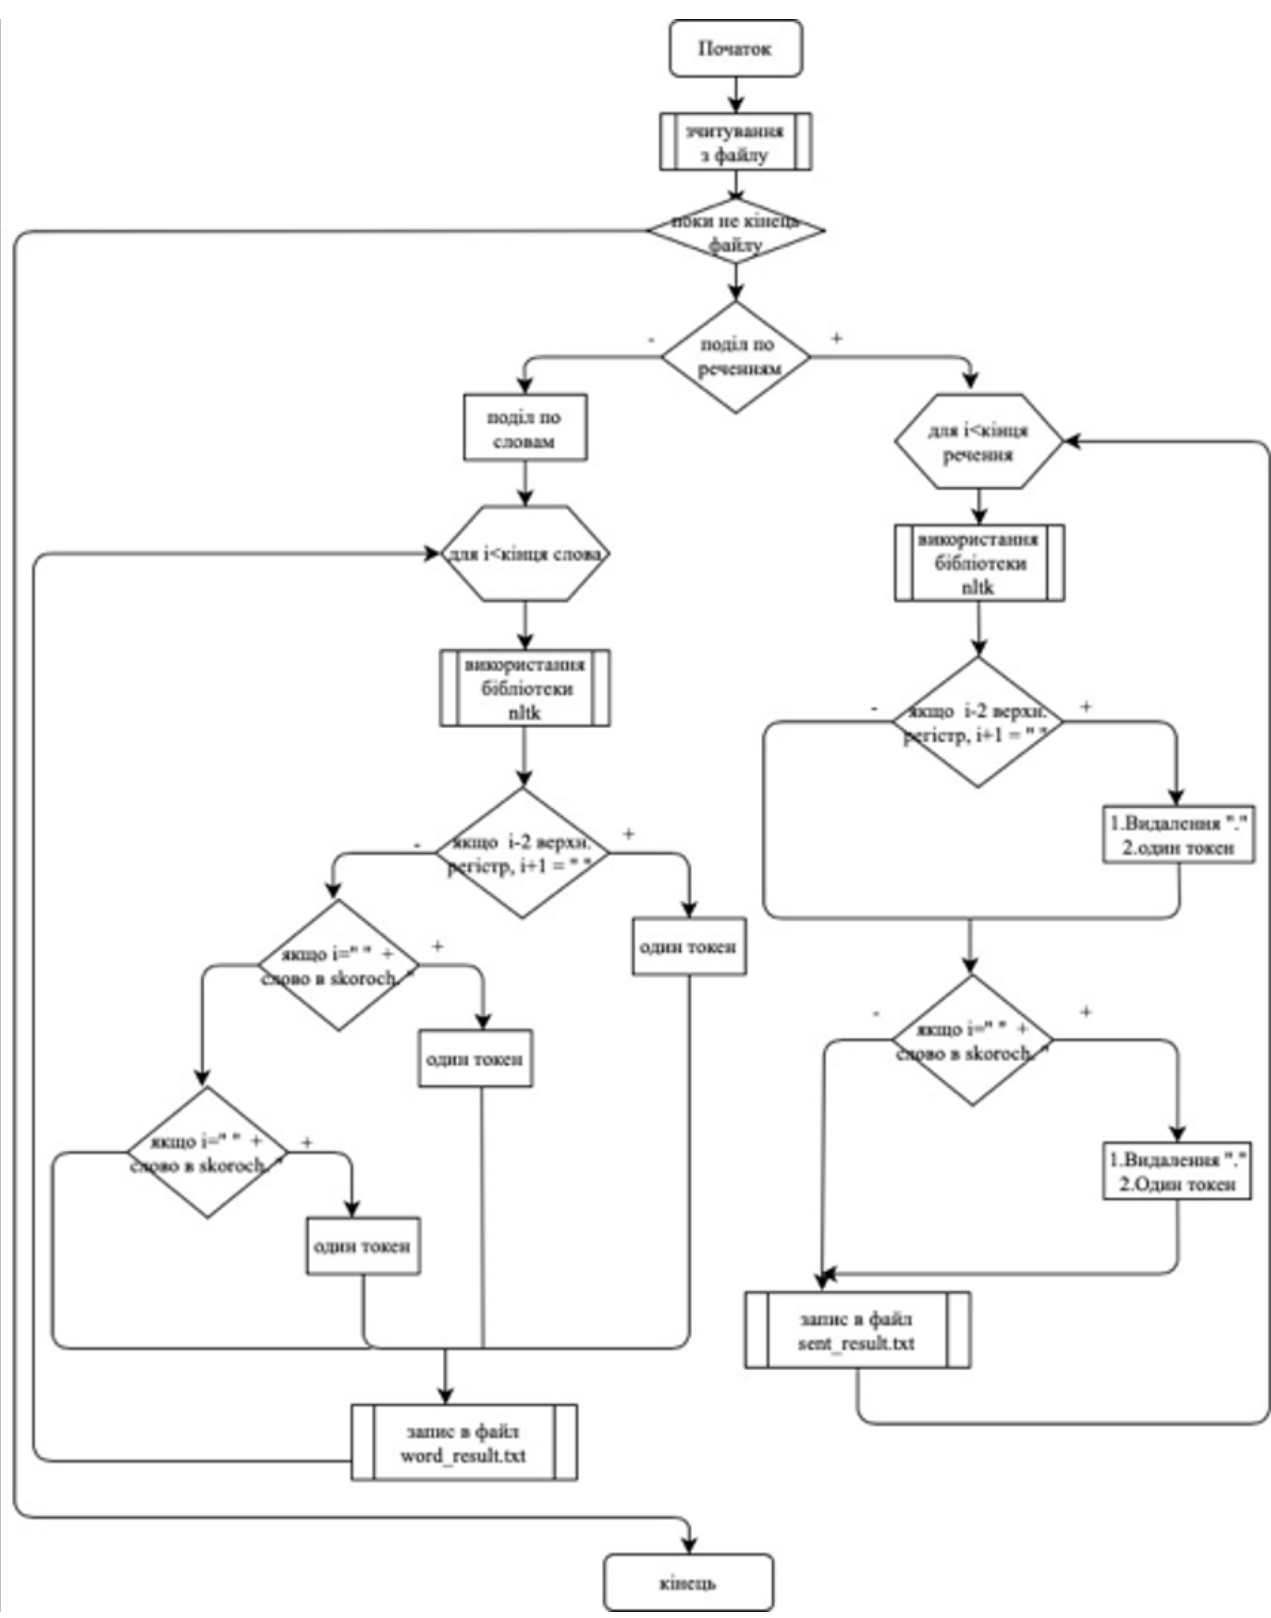 Початок
зчитування
з файлу
поки не кінець
файлу
поділ по
реченням
-
+
поділ по
словам
для i<кінця слова
використання
бібліотеки
nltk
якщо i-2 верхн.
регістр, i+1 = " "
-
+
один токен
якщо i=" " +
слово в skoroch. "
+
один токен
якщо i=" " +
слово в skoroch. "
+
один токен
запис в файл
word_result.txt
для i<кінця
речення
використання
бібліотеки
nltk
якщо i-2 верхн.
регістр, i+1 = " "
-
+
1.Видалення "."
2.один токен
якщо i=" " +
слово в skoroch. "
-
+
1.Видалення "."
2.Один токен
запис в файл
sent_result.txt
кінець